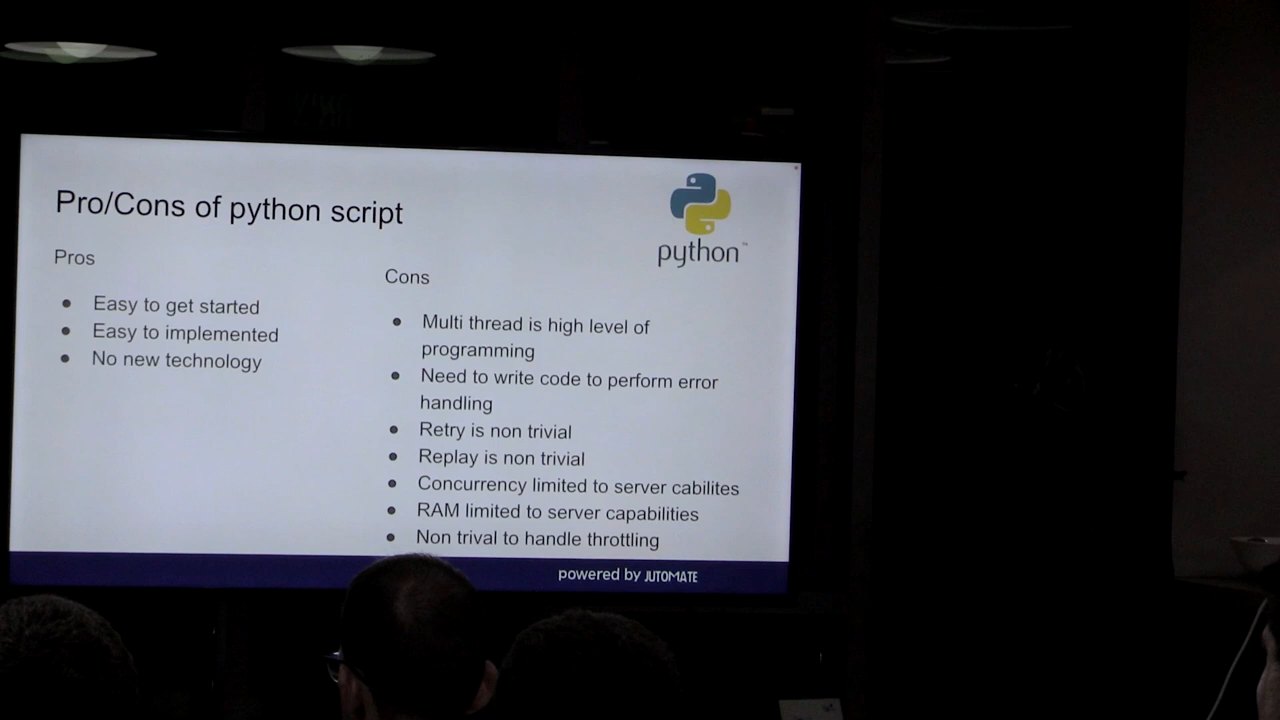 Pro/Cons of python script
python™
Pros
Easy to get started
Easy to implemented
No new technology
Cons
Multi thread is high level of
programming
Need to write code to perform error
handling
Retry is non trivial
Replay is non trivial
Concurrency limited to server cabilites
RAM limited to server capabilities
Non trival to handle throttling
powered by JUTOMATE